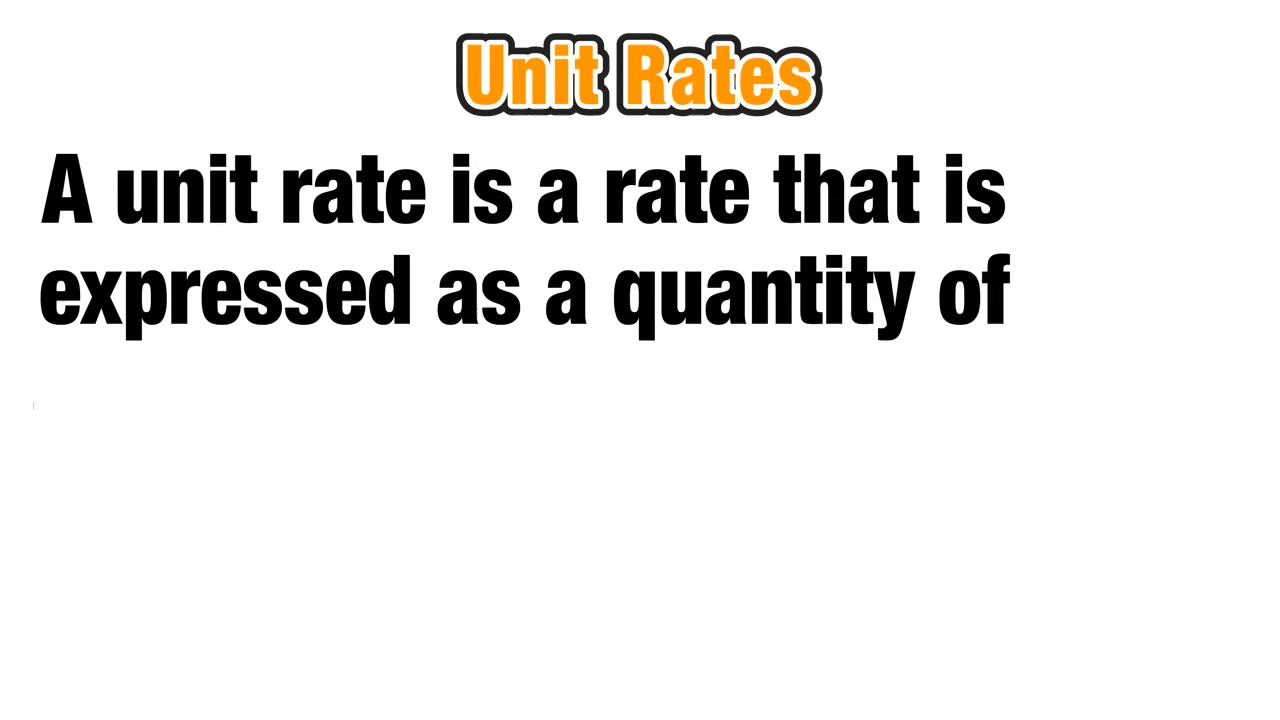 Unit Rates
A unit rate is a rate that is
expressed as a quantity of